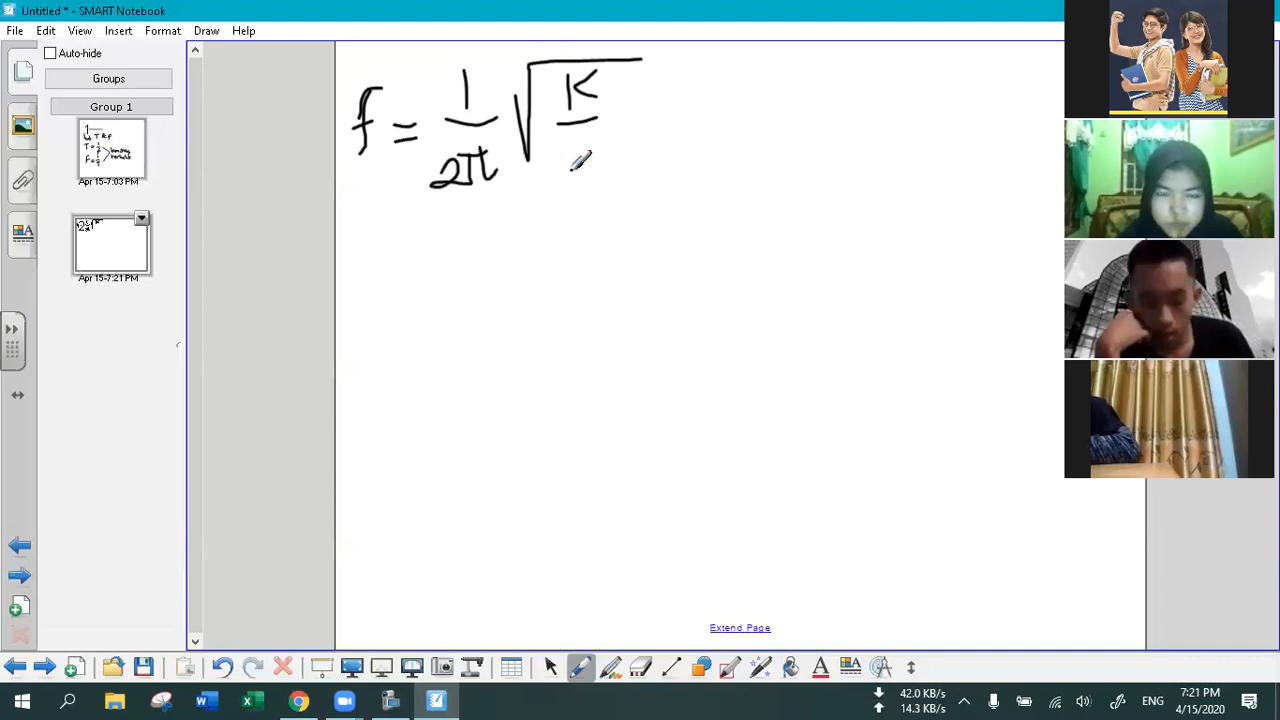 Untitled * - SMART Notebook
File Edit View Insert Format Draw Help
Auto-hide
Groups
Group 1
Apr 15-7:03 PM
Apr 15-7:21 PM
f = 1/2π √K/
Extend Page
42.0 KB/s
14.3 KB/s
ENG
7:21 PM
4/15/2020